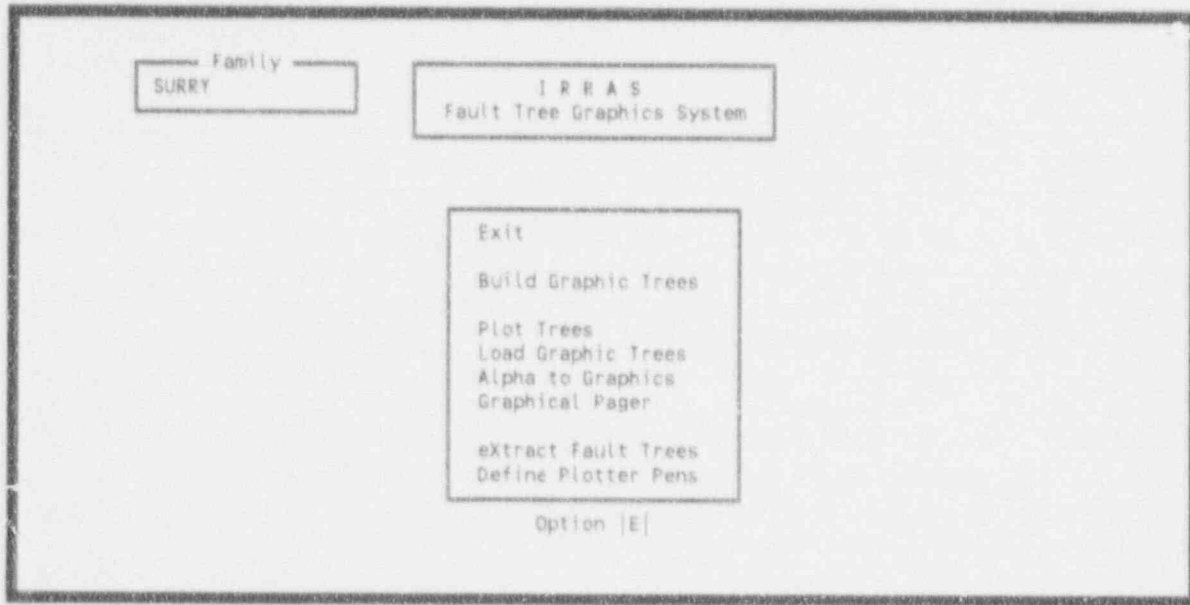 Family
SURRY
I R R A S
Fault Tree Graphics System
Exit
Build Graphic Trees
Plot Trees
Load Graphic Trees
Alpha to Graphics
Graphical Pager
eXtract Fault Trees
Define Plotter Pens
Option |E|